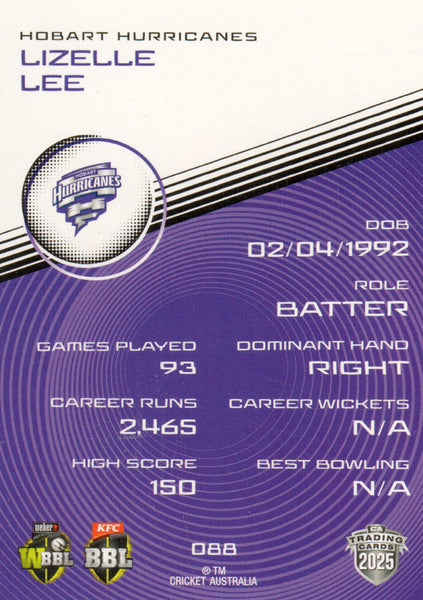 HOBART HURRICANES
LIZELLE
LEE
HOBART
HURRICANES
DOB
02/04/1992
ROLE
BATTER
GAMES PLAYED
93
DOMINANT HAND
RIGHT
CAREER RUNS
2,465
CAREER WICKETS
N/A
HIGH SCORE
150
BEST BOWLING
N/A
weber
WBBL
KFC
BBL
088
® TM
CRICKET AUSTRALIA
CA
TRADING
CARDS
2025